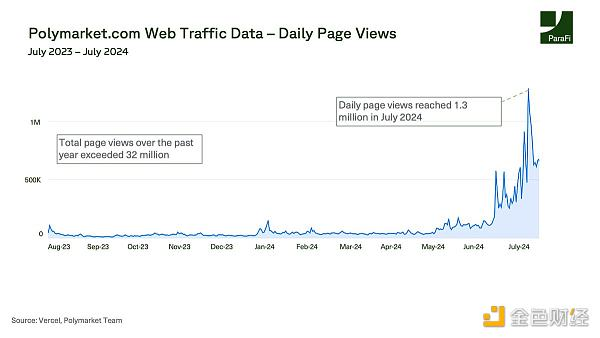 Polymarket.com Web Traffic Data – Daily Page Views
July 2023 – July 2024
ParaFi
Daily page views reached 1.3
million in July 2024
1M
Total page views over the past
year exceeded 32 million
500K
0
Aug-23 Sep-23 Oct-23 Nov-23 Dec-23 Jan-24 Feb-24 Mar-24 Apr-24 May-24 Jun-24 July-24
Source: Vercel, Polymarket Team
金色财经